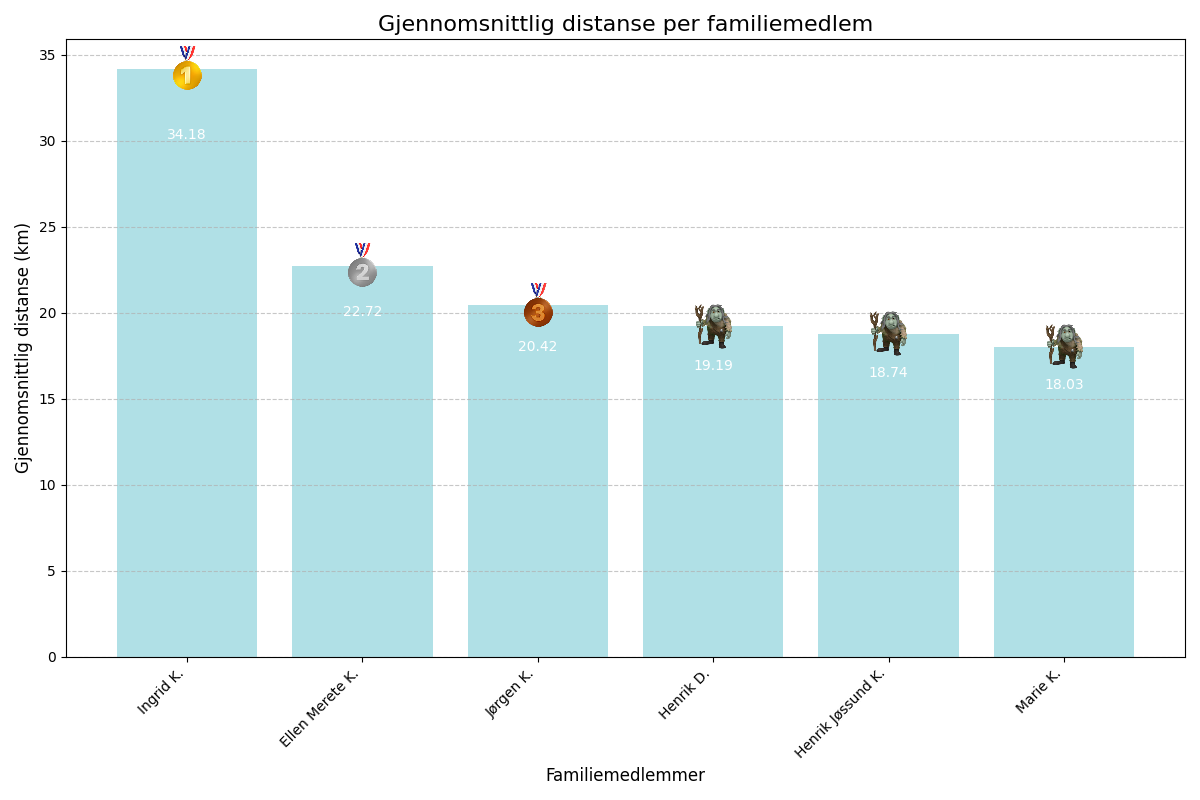 Gjennomsnittlig distanse per familiemedlem
Gjennomsnittlig distanse (km)
35
30
25
20
15
10
5
0
1
34.18
2
22.72
3
20.42
19.19
18.74
18.03
Ingrid K.
Ellen Merete K.
Jørgen K.
Henrik D.
Henrik Jøssund K.
Marie K.
Familiemedlemmer